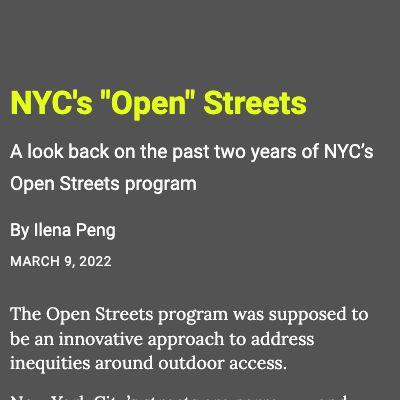 NYC's "Open" Streets
A look back on the past two years of NYC’s
Open Streets program
By Ilena Peng
MARCH 9, 2022
The Open Streets program was supposed to
be an innovative approach to address
inequities around outdoor access.